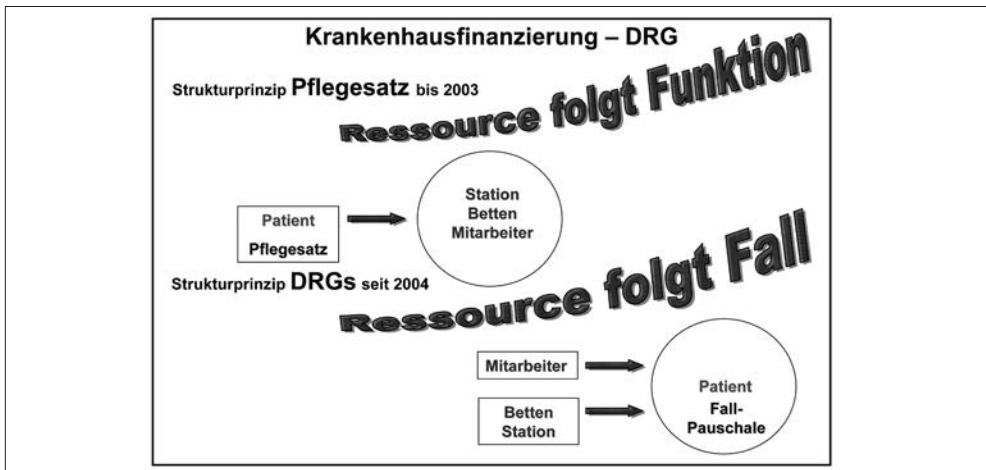 Krankenhausfinanzierung – DRG
Strukturprinzip Pflegesatz bis 2003
Ressource folgt Funktion
Station
Betten
Mitarbeiter
Patient
Pflegesatz
Strukturprinzip DRGs seit 2004
Ressource folgt Fall
Mitarbeiter
Betten
Station
Patient
Fall-
Pauschale